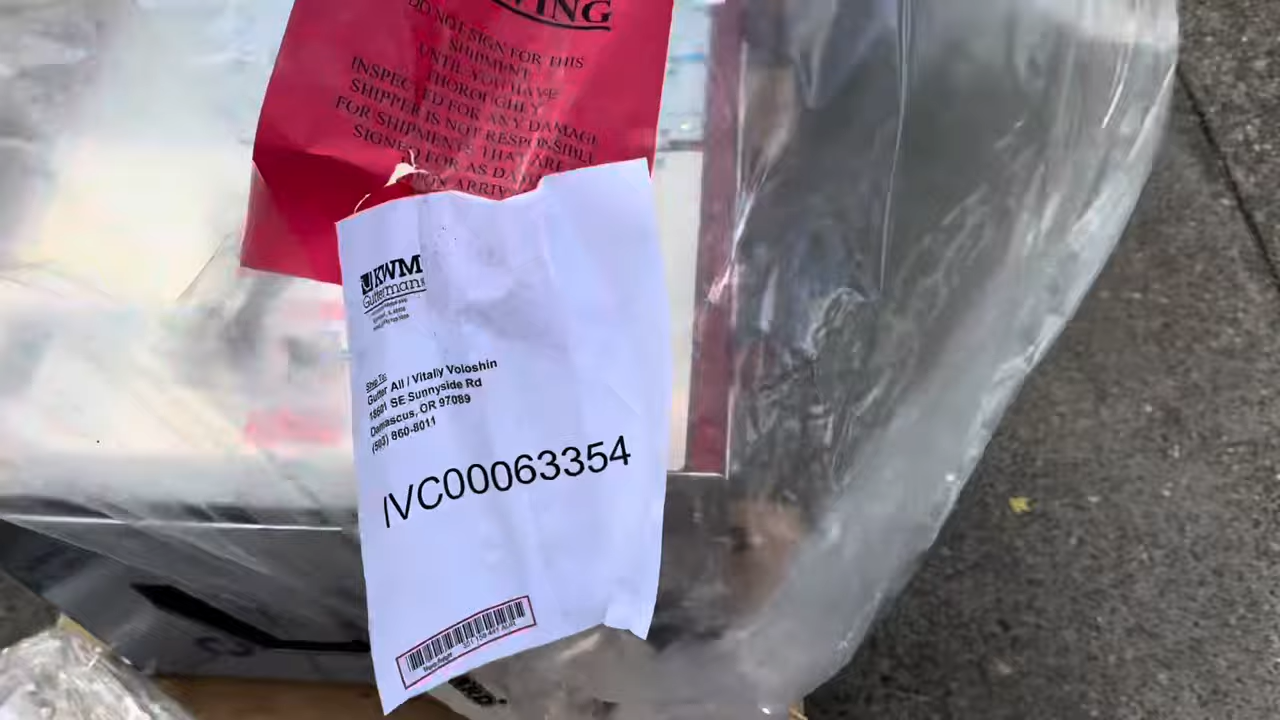 DO NOT SIGN FOR THIS
SHIPMENT
UNTIL YOU HAVE
INSPECTED THOROUGHLY
FOR ANY DAMAGE
SHIPPER IS NOT RESPONSIBLE
FOR SHIPMENTS THAT ARE
SIGNED FOR AS
UPON
KWM
Gutterman
Ship To:
Gutter All / Vitally Voloshin
18601 SE Sunnyside Rd
Damascus, OR 97089
(503) 860-8011
IVC00063354